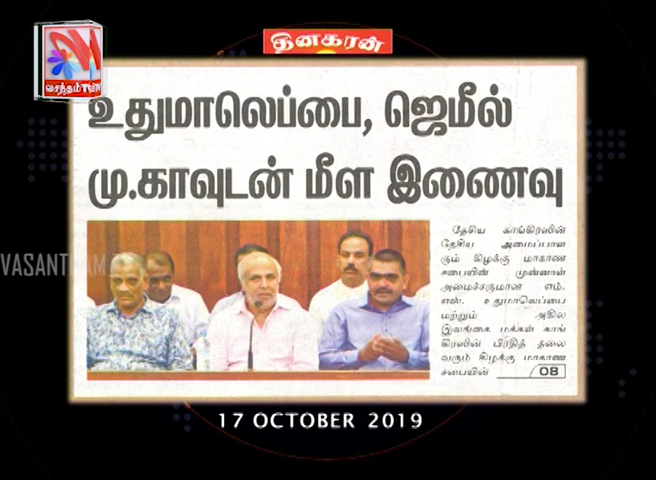 தினகரன்
வசந்தம்
உதுமாலெப்பை, ஜெமீல்
மு.காவுடன் மீள இணைவு
VASANTHAM
தேசிய காங்கிரஸின்
தேசிய அமைப்பாள
ரும் கிழக்கு மாகாண
சபையின் முன்னாள்
அமைச்சருமான எம்.
எஸ். உதுமாலெப்பை
மற்றும் அகில
இலங்கை மக்கள் காங்
கிரஸின் பிரதித் தலை
வரும் கிழக்கு மாகாண
சபையின்
08
17 OCTOBER 2019